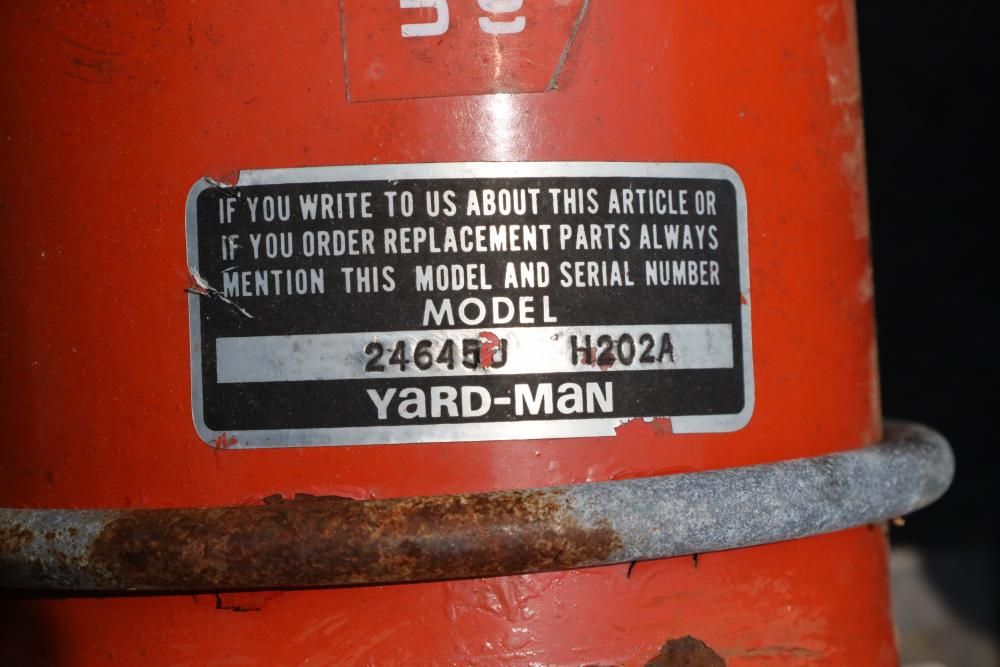 IF YOU WRITE TO US ABOUT THIS ARTICLE OR
IF YOU ORDER REPLACEMENT PARTS ALWAYS
MENTION THIS MODEL AND SERIAL NUMBER
MODEL
H202A
YaRD-MaN